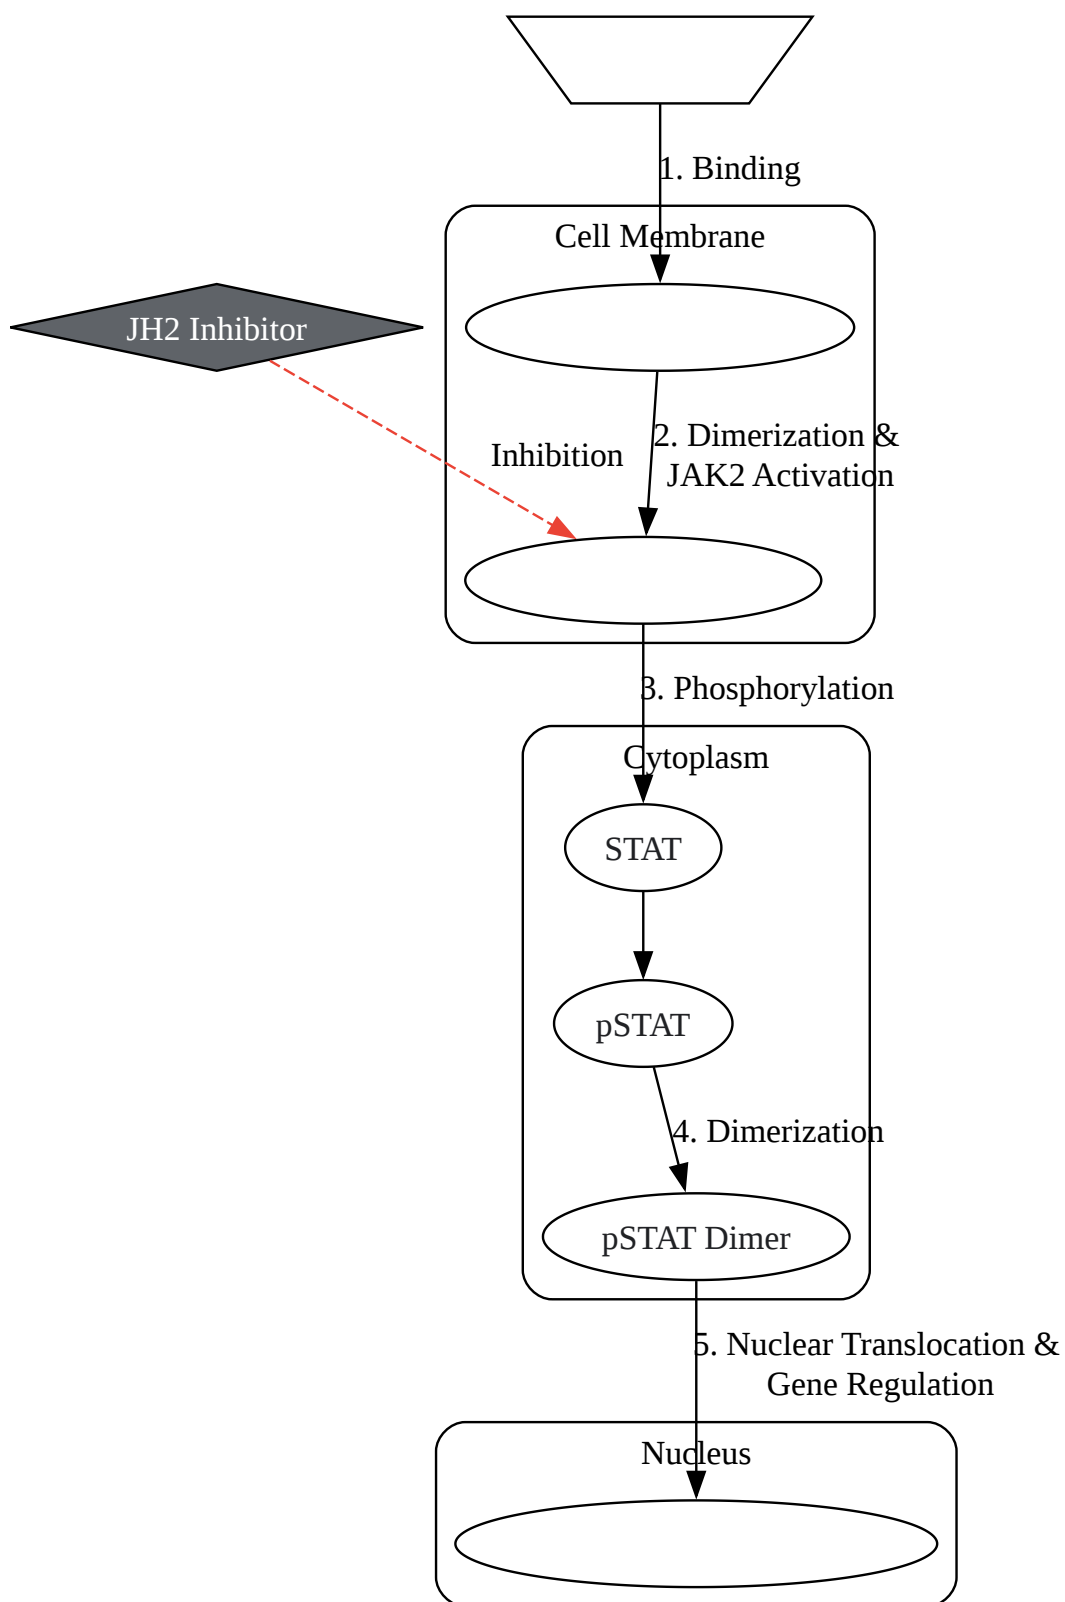 1. Binding
Cell Membrane
JH2 Inhibitor
2. Dimerization &
JAK2 Activation
Inhibition
3. Phosphorylation
Cytoplasm
STAT
pSTAT
4. Dimerization
pSTAT Dimer
5. Nuclear Translocation &
Gene Regulation
Nucleus